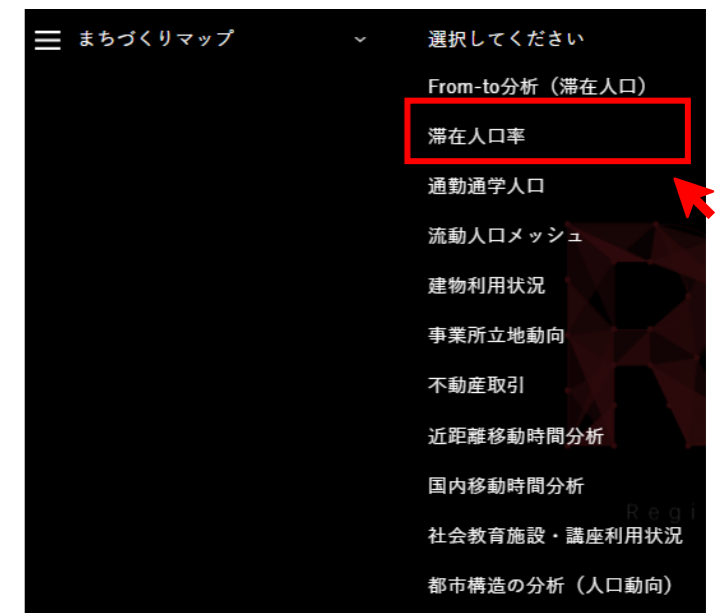 まちづくりマップ
選択してください
From-to分析（滞在人口）
滞在人口率
通勤通学人口
流動人口メッシュ
建物利用状況
事業所立地動向
不動産取引
近距離移動時間分析
国内移動時間分析
Regi
社会教育施設・講座利用状況
都市構造の分析（人口動向）